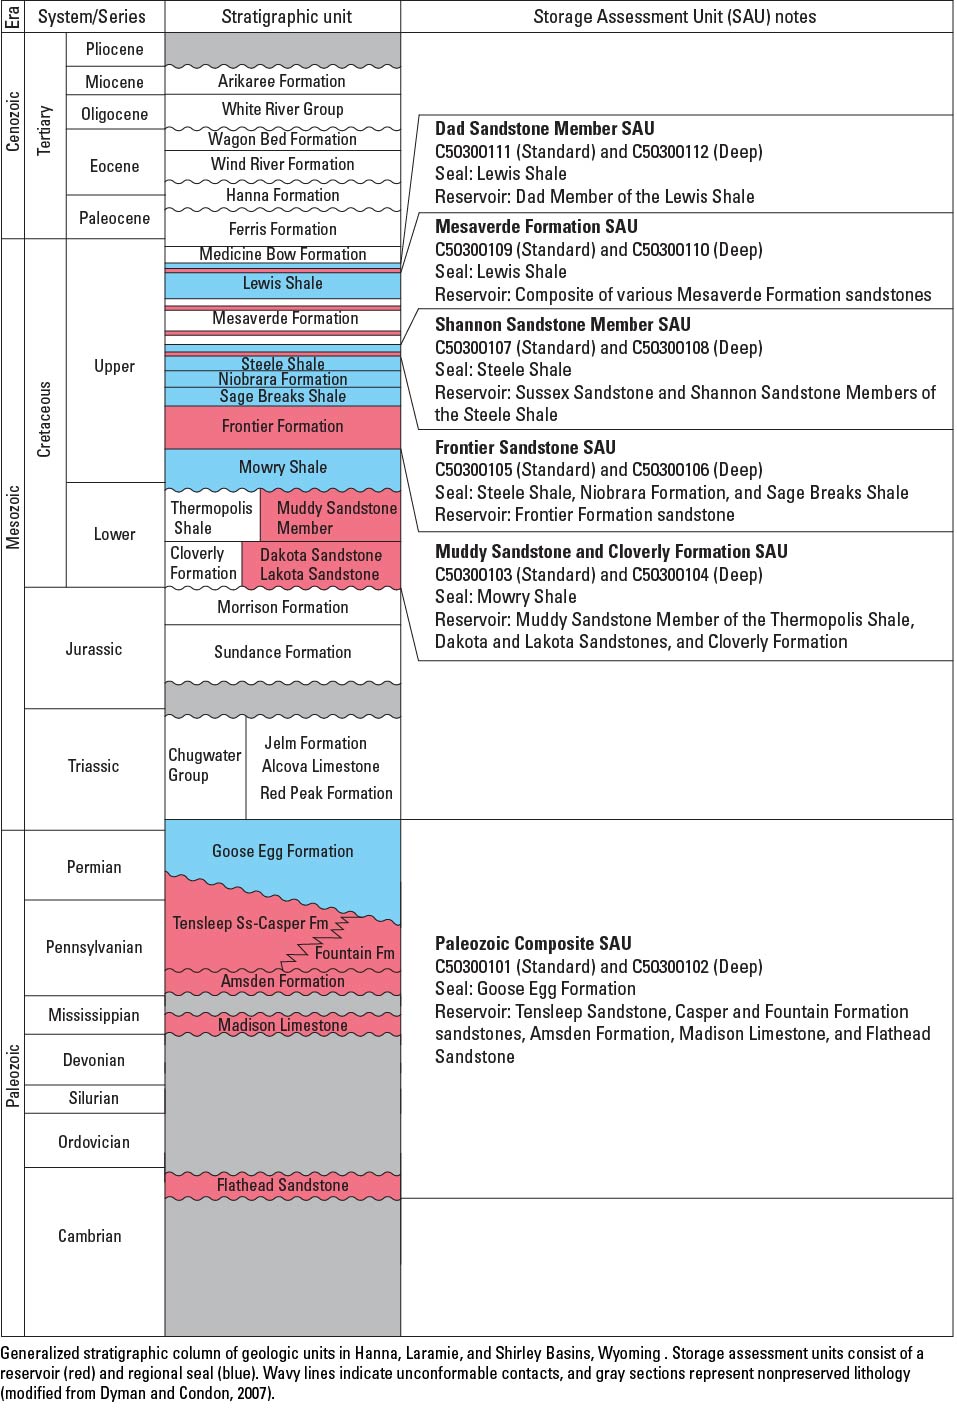 Era
System/Series
Stratigraphic unit
Storage Assessment Unit (SAU) notes
Cenozoic
Tertiary
Pliocene
Miocene
Oligocene
Eocene
Paleocene
Arikaree Formation
White River Group
Wagon Bed Formation
Wind River Formation
Hanna Formation
Ferris Formation
Mesozoic
Cretaceous
Upper
Lower
Medicine Bow Formation
Lewis Shale
Mesaverde Formation
Steele Shale
Niobrara Formation
Sage Breaks Shale
Frontier Formation
Mowry Shale
Thermopolis
Shale
Muddy Sandstone
Member
Cloverly
Formation
Dakota Sandstone
Lakota Sandstone
Jurassic
Morrison Formation
Sundance Formation
Triassic
Chugwater
Group
Jelm Formation
Alcova Limestone
Red Peak Formation
Paleozoic
Permian
Pennsylvanian
Mississippian
Devonian
Silurian
Ordovician
Cambrian
Goose Egg Formation
Tensleep Ss-Casper Fm
Fountain Fm
Amsden Formation
Madison Limestone
Flathead Sandstone
Dad Sandstone Member SAU
C50300111 (Standard) and C50300112 (Deep)
Seal: Lewis Shale
Reservoir: Dad Member of the Lewis Shale
Mesaverde Formation SAU
C50300109 (Standard) and C50300110 (Deep)
Seal: Lewis Shale
Reservoir: Composite of various Mesaverde Formation sandstones
Shannon Sandstone Member SAU
C50300107 (Standard) and C50300108 (Deep)
Seal: Steele Shale
Reservoir: Sussex Sandstone and Shannon Sandstone Members of
the Steele Shale
Frontier Sandstone SAU
C50300105 (Standard) and C50300106 (Deep)
Seal: Steele Shale, Niobrara Formation, and Sage Breaks Shale
Reservoir: Frontier Formation sandstone
Muddy Sandstone and Cloverly Formation SAU
C50300103 (Standard) and C50300104 (Deep)
Seal: Mowry Shale
Reservoir: Muddy Sandstone Member of the Thermopolis Shale,
Dakota and Lakota Sandstones, and Cloverly Formation
Paleozoic Composite SAU
C50300101 (Standard) and C50300102 (Deep)
Seal: Goose Egg Formation
Reservoir: Tensleep Sandstone, Casper and Fountain Formation
sandstones, Amsden Formation, Madison Limestone, and Flathead
Sandstone
Generalized stratigraphic column of geologic units in Hanna, Laramie, and Shirley Basins, Wyoming . Storage assessment units consist of a
reservoir (red) and regional seal (blue). Wavy lines indicate unconformable contacts, and gray sections represent nonpreserved lithology
(modified from Dyman and Condon, 2007).